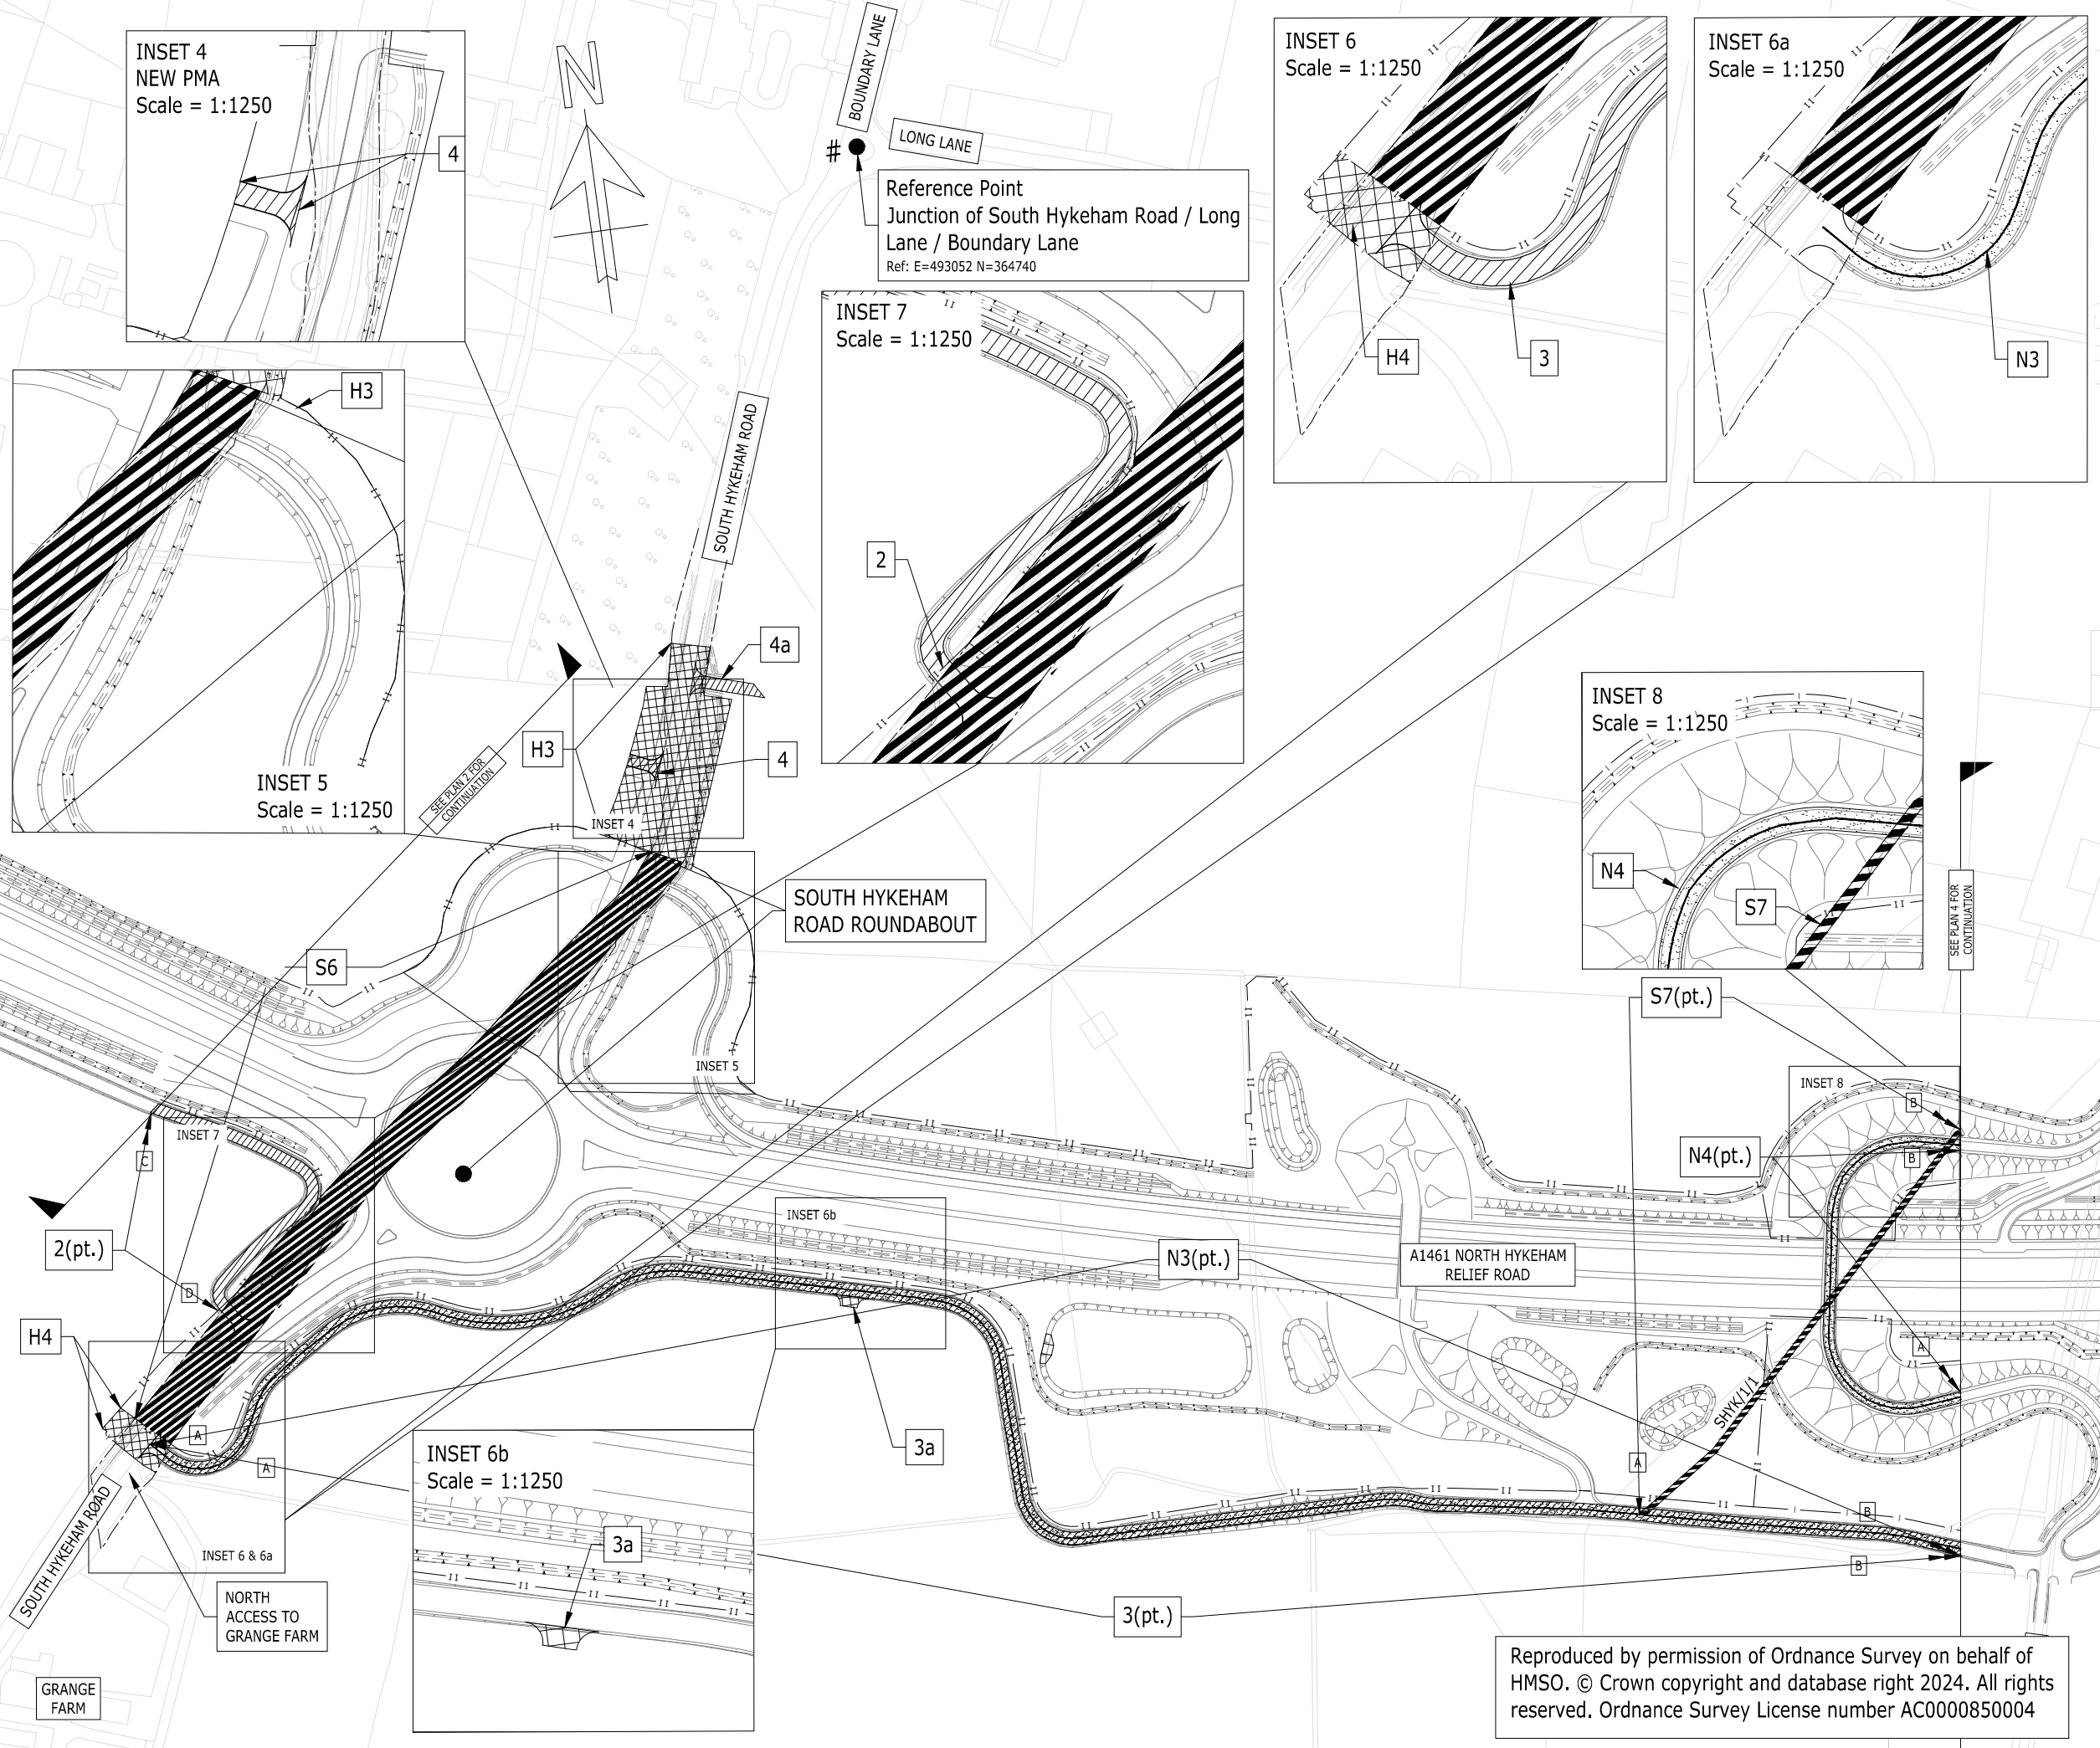 INSET 4
NEW PMA
Scale = 1:1250
4
N
BOUNDARY LANE
#
LONG LANE
Reference Point
Junction of South Hykeham Road / Long
Lane / Boundary Lane
Ref: E=493052 N=364740
INSET 6
Scale = 1:1250
H4
3
INSET 6a
Scale = 1:1250
N3
INSET 7
Scale = 1:1250
2
H3
INSET 5
Scale = 1:1250
SOUTH HYKEHAM ROAD
SEE PLAN 2 FOR
CONTINUATION
H3
4a
4
INSET 4
INSET 8
Scale = 1:1250
N4
S7
SEE PLAN 4 FOR
CONTINUATION
SOUTH HYKEHAM
ROAD ROUNDABOUT
S6
S7(pt.)
INSET 5
INSET 8
B
INSET 7
C
N4(pt.)
B
2(pt.)
D
INSET 6b
N3(pt.)
A1461 NORTH HYKEHAM
RELIEF ROAD
H4
A
SHYK/1/1
3a
A
A
A
INSET 6b
Scale = 1:1250
3a
SOUTH HYKEHAM ROAD
INSET 6 & 6a
NORTH
ACCESS TO
GRANGE FARM
B
B
3(pt.)
GRANGE
FARM
Reproduced by permission of Ordnance Survey on behalf of
HMSO. © Crown copyright and database right 2024. All rights
reserved. Ordnance Survey License number AC0000850004